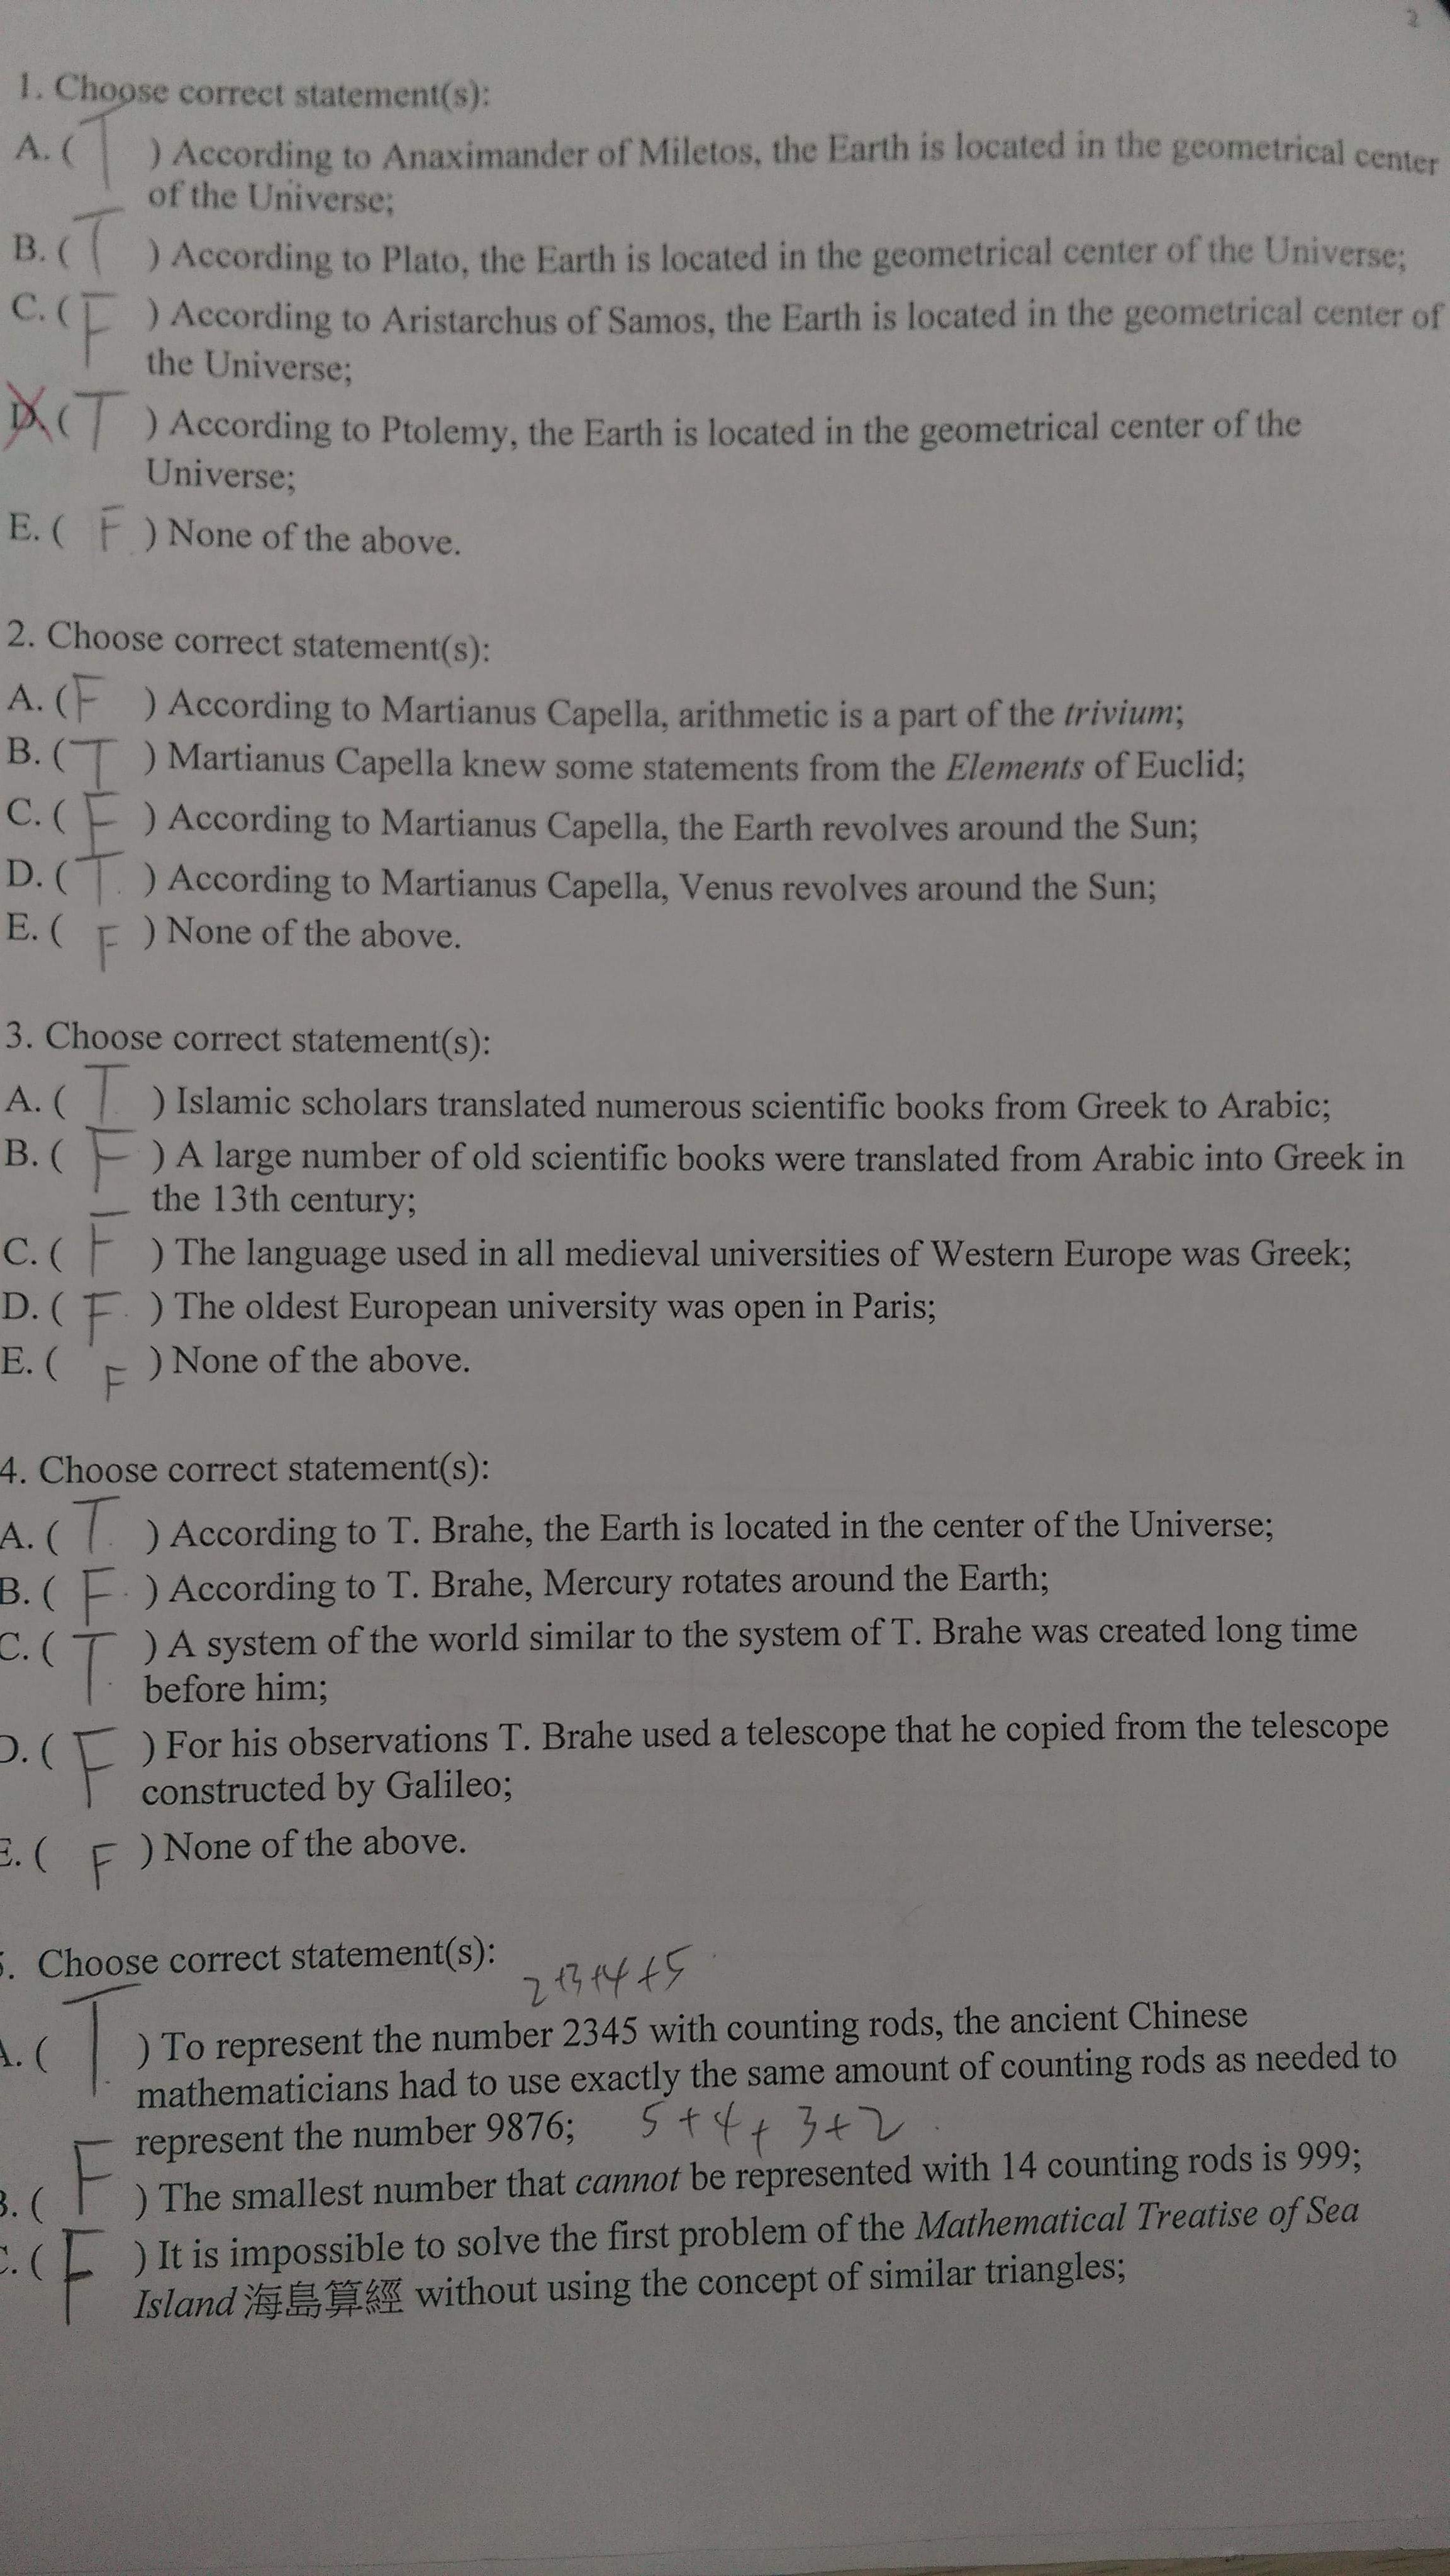 2
1. Choose correct statement(s):
A. ( T ) According to Anaximander of Miletos, the Earth is located in the geometrical center
of the Universe;
B. ( T ) According to Plato, the Earth is located in the geometrical center of the Universe;
C. ( F ) According to Aristarchus of Samos, the Earth is located in the geometrical center of
the Universe;
D. ( T ) According to Ptolemy, the Earth is located in the geometrical center of the
Universe;
E. ( F ) None of the above.
2. Choose correct statement(s):
A. ( F ) According to Martianus Capella, arithmetic is a part of the trivium;
B. ( T ) Martianus Capella knew some statements from the Elements of Euclid;
C. ( F ) According to Martianus Capella, the Earth revolves around the Sun;
D. ( T ) According to Martianus Capella, Venus revolves around the Sun;
E. ( F ) None of the above.
3. Choose correct statement(s):
A. ( T ) Islamic scholars translated numerous scientific books from Greek to Arabic;
B. ( F ) A large number of old scientific books were translated from Arabic into Greek in
the 13th century;
C. ( F ) The language used in all medieval universities of Western Europe was Greek;
D. ( F ) The oldest European university was open in Paris;
E. ( F ) None of the above.
4. Choose correct statement(s):
A. ( T ) According to T. Brahe, the Earth is located in the center of the Universe;
B. ( F ) According to T. Brahe, Mercury rotates around the Earth;
C. ( T ) A system of the world similar to the system of T. Brahe was created long time
before him;
D. ( F ) For his observations T. Brahe used a telescope that he copied from the telescope
constructed by Galileo;
E. ( F ) None of the above.
5. Choose correct statement(s):
2+3+4+5
A. ( T ) To represent the number 2345 with counting rods, the ancient Chinese
mathematicians had to use exactly the same amount of counting rods as needed to
represent the number 9876; 5+4+3+2
B. ( F ) The smallest number that cannot be represented with 14 counting rods is 999;
C. ( F ) It is impossible to solve the first problem of the Mathematical Treatise of Sea
Island 海島算經 without using the concept of similar triangles;